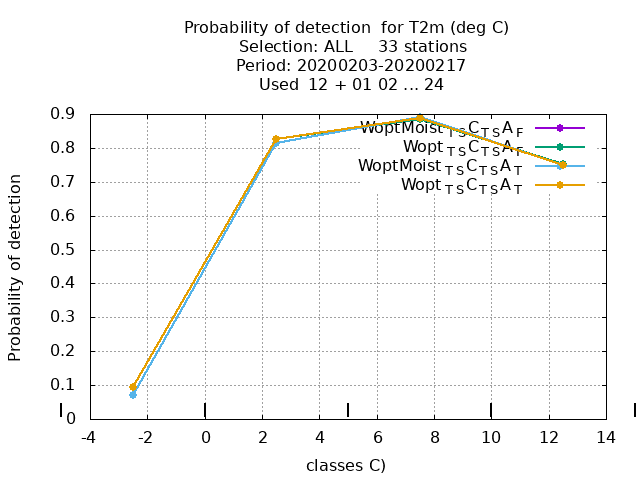 Probability of detection for T2m (deg C)
Selection: ALL 33 stations
Period: 20200203-20200217
Used 12 + 01 02 ... 24
Probability of detection
0.9
0.8
0.7
0.6
0.5
0.4
0.3
0.2
0.1
0
WoptMoist TS C TS A F
Wopt TS C TS A F
WoptMoist TS C TS A T
Wopt TS C TS A T
-4 -2 0 2 4 6 8 10 12 14
classes C)